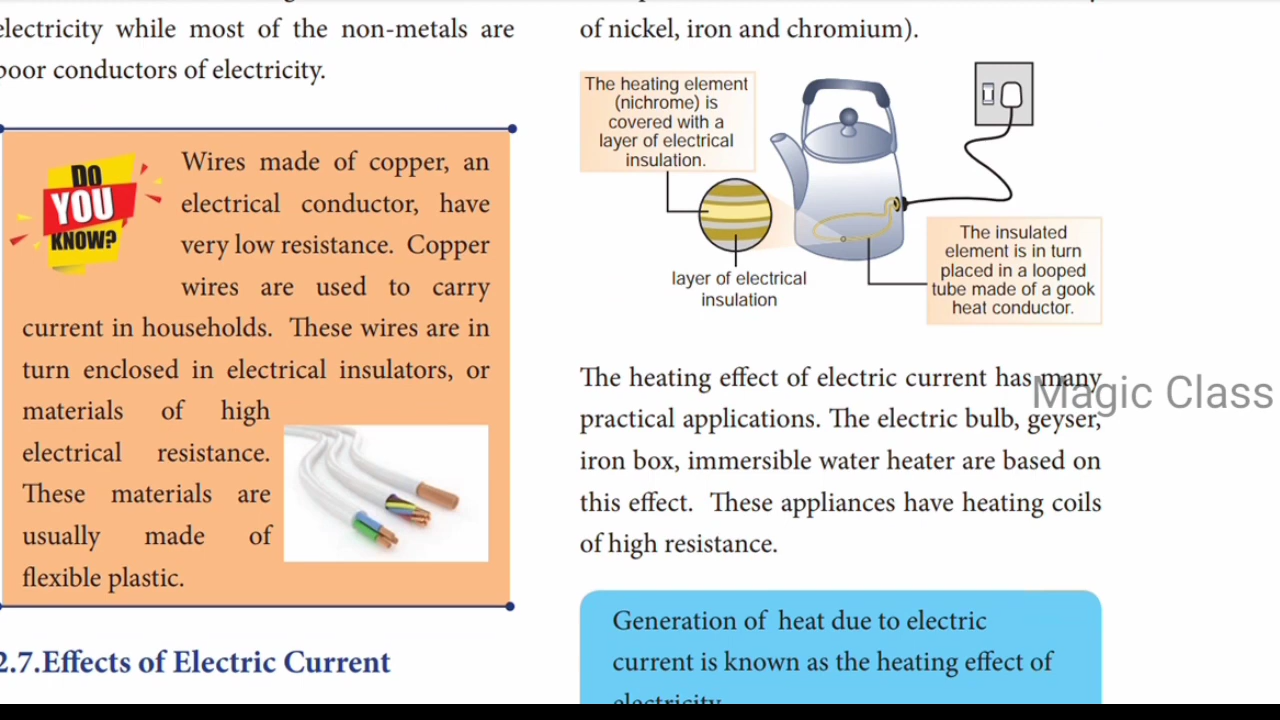 electricity while most of the non-metals are
poor conductors of electricity.
DO
YOU
KNOW?
Wires made of copper, an
electrical conductor, have
very low resistance. Copper
wires are used to carry
current in households. These wires are in
turn enclosed in electrical insulators, or
materials of high
electrical resistance.
These materials are
usually made of
flexible plastic.
2.7.Effects of Electric Current
of nickel, iron and chromium).
The heating element
(nichrome) is
covered with a
layer of electrical
insulation.
layer of electrical
insulation
The insulated
element is in turn
placed in a looped
tube made of a gook
heat conductor.
The heating effect of electric current has many
practical applications. The electric bulb, geyser,
iron box, immersible water heater are based on
this effect. These appliances have heating coils
of high resistance.
Magic Class
Generation of heat due to electric
current is known as the heating effect of
electricity